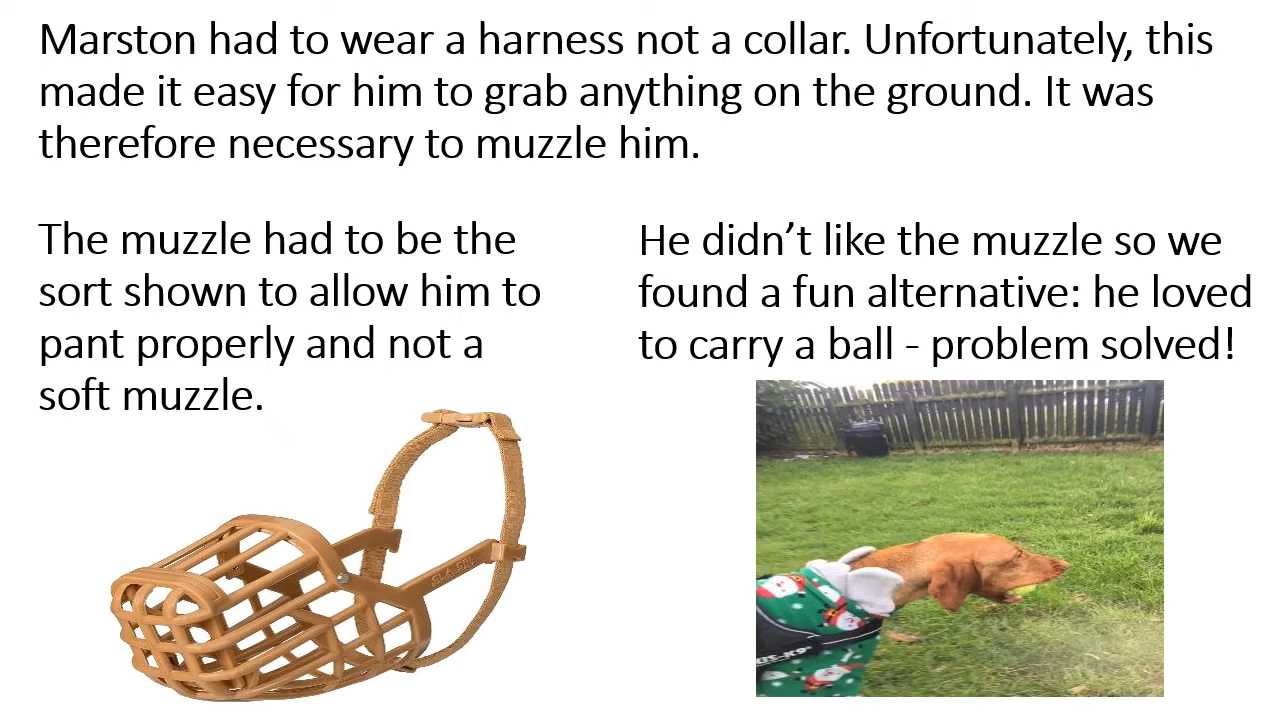 Marston had to wear a harness not a collar. Unfortunately, this
made it easy for him to grab anything on the ground. It was
therefore necessary to muzzle him.
The muzzle had to be the
sort shown to allow him to
pant properly and not a
soft muzzle.
He didn’t like the muzzle so we
found a fun alternative: he loved
to carry a ball - problem solved!